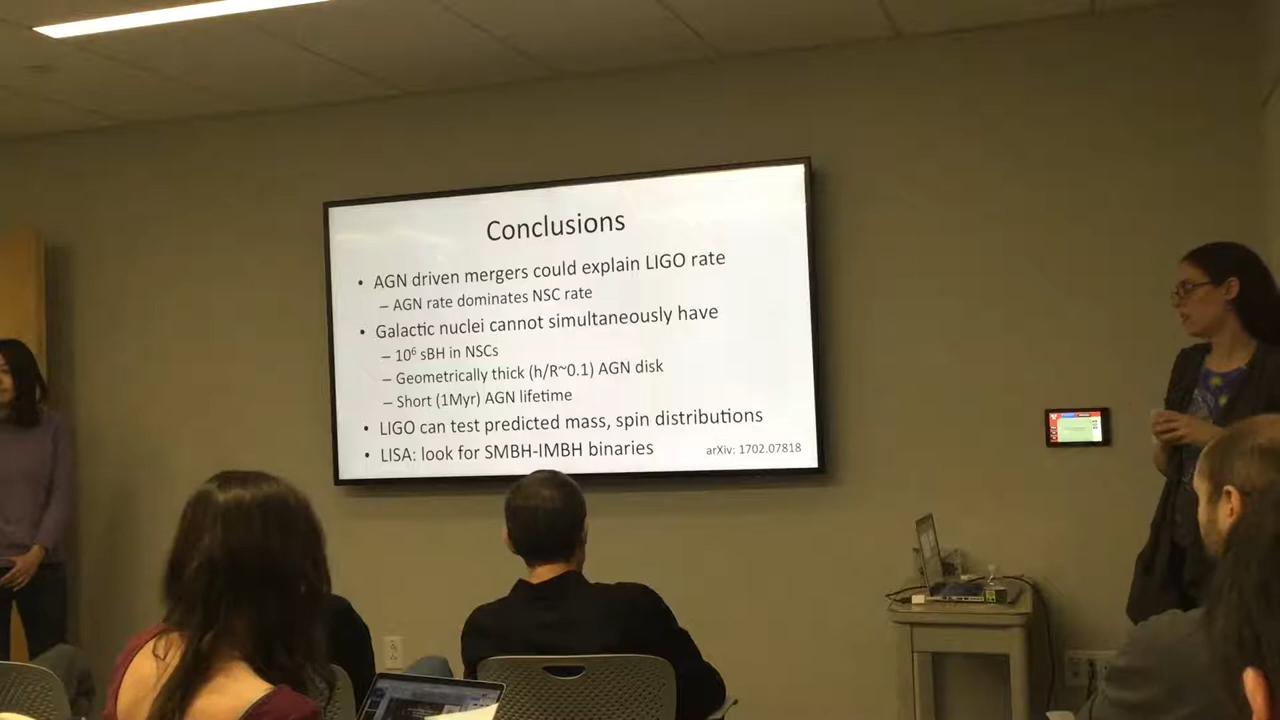 Conclusions
• AGN driven mergers could explain LIGO rate
– AGN rate dominates NSC rate
• Galactic nuclei cannot simultaneously have
– 10⁶ sBH in NSCs
– Geometrically thick (h/R~0.1) AGN disk
– Short (1Myr) AGN lifetime
• LIGO can test predicted mass, spin distributions
• LISA: look for SMBH-IMBH binaries
arXiv: 1702.07818